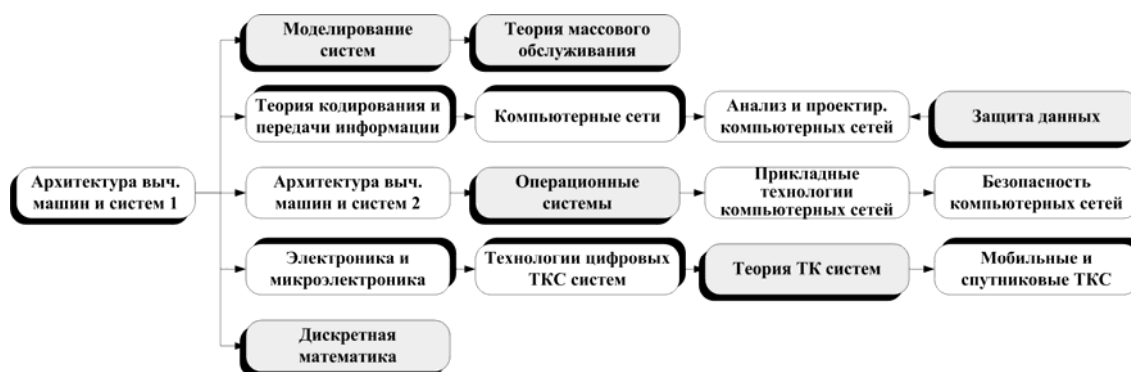 Моделирование
систем
Теория массового
обслуживания
Теория кодирования и
передачи информации
Компьютерные сети
Анализ и проектир.
компьютерных сетей
Защита данных
Архитектура выч.
машин и систем 1
Архитектура выч.
машин и систем 2
Операционные
системы
Прикладные
технологии
компьютерных сетей
Безопасность
компьютерных сетей
Электроника и
микроэлектроника
Технологии цифровых
ТКС систем
Теория ТК систем
Мобильные и
спутниковые ТКС
Дискретная
математика